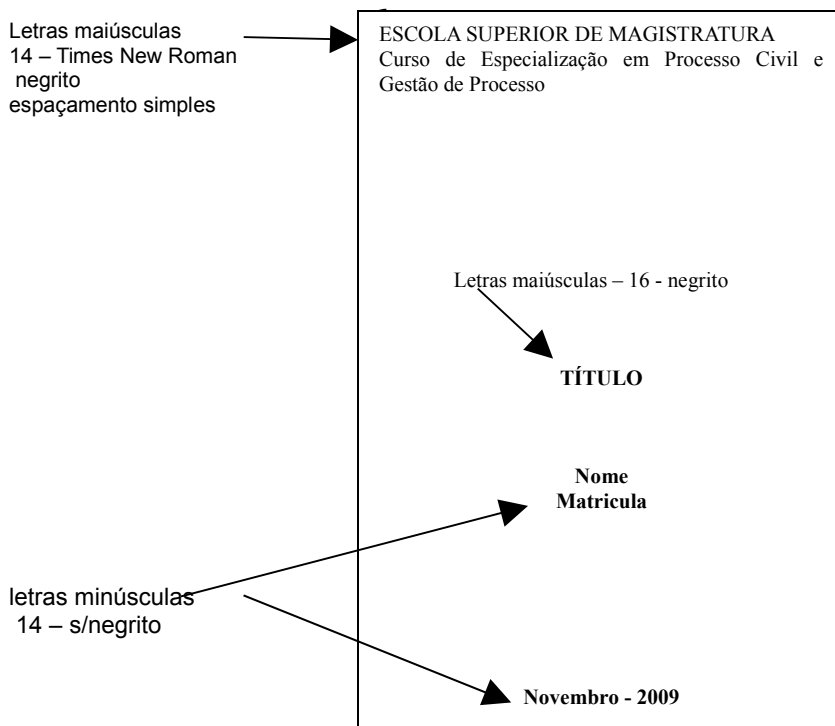 Letras maiúsculas
14 – Times New Roman
negrito
espaçamento simples
ESCOLA SUPERIOR DE MAGISTRATURA
Curso de Especialização em Processo Civil e
Gestão de Processo
Letras maiúsculas – 16 - negrito
TÍTULO
Nome
Matricula
letras minúsculas
14 – s/negrito
Novembro - 2009